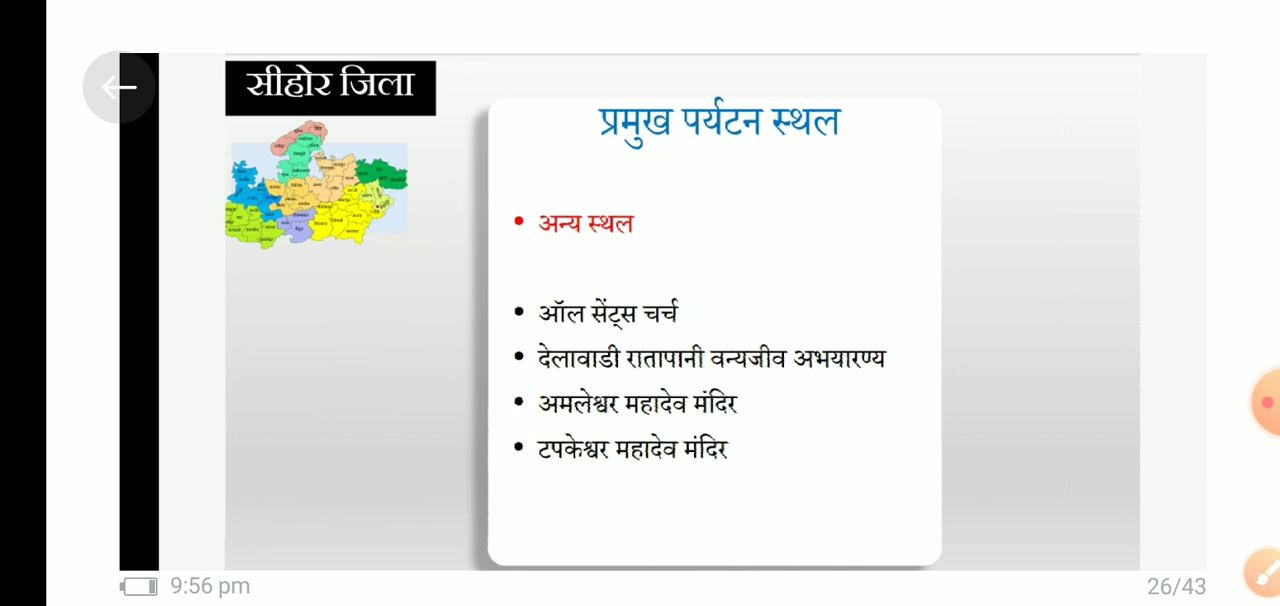 सीहोर जिला
प्रमुख पर्यटन स्थल
• अन्य स्थल
• ऑल सेंट्स चर्च
• देलावाडी रातापानी वन्यजीव अभयारण्य
• अमलेश्वर महादेव मंदिर
• टपकेश्वर महादेव मंदिर
9:56 pm
26/43